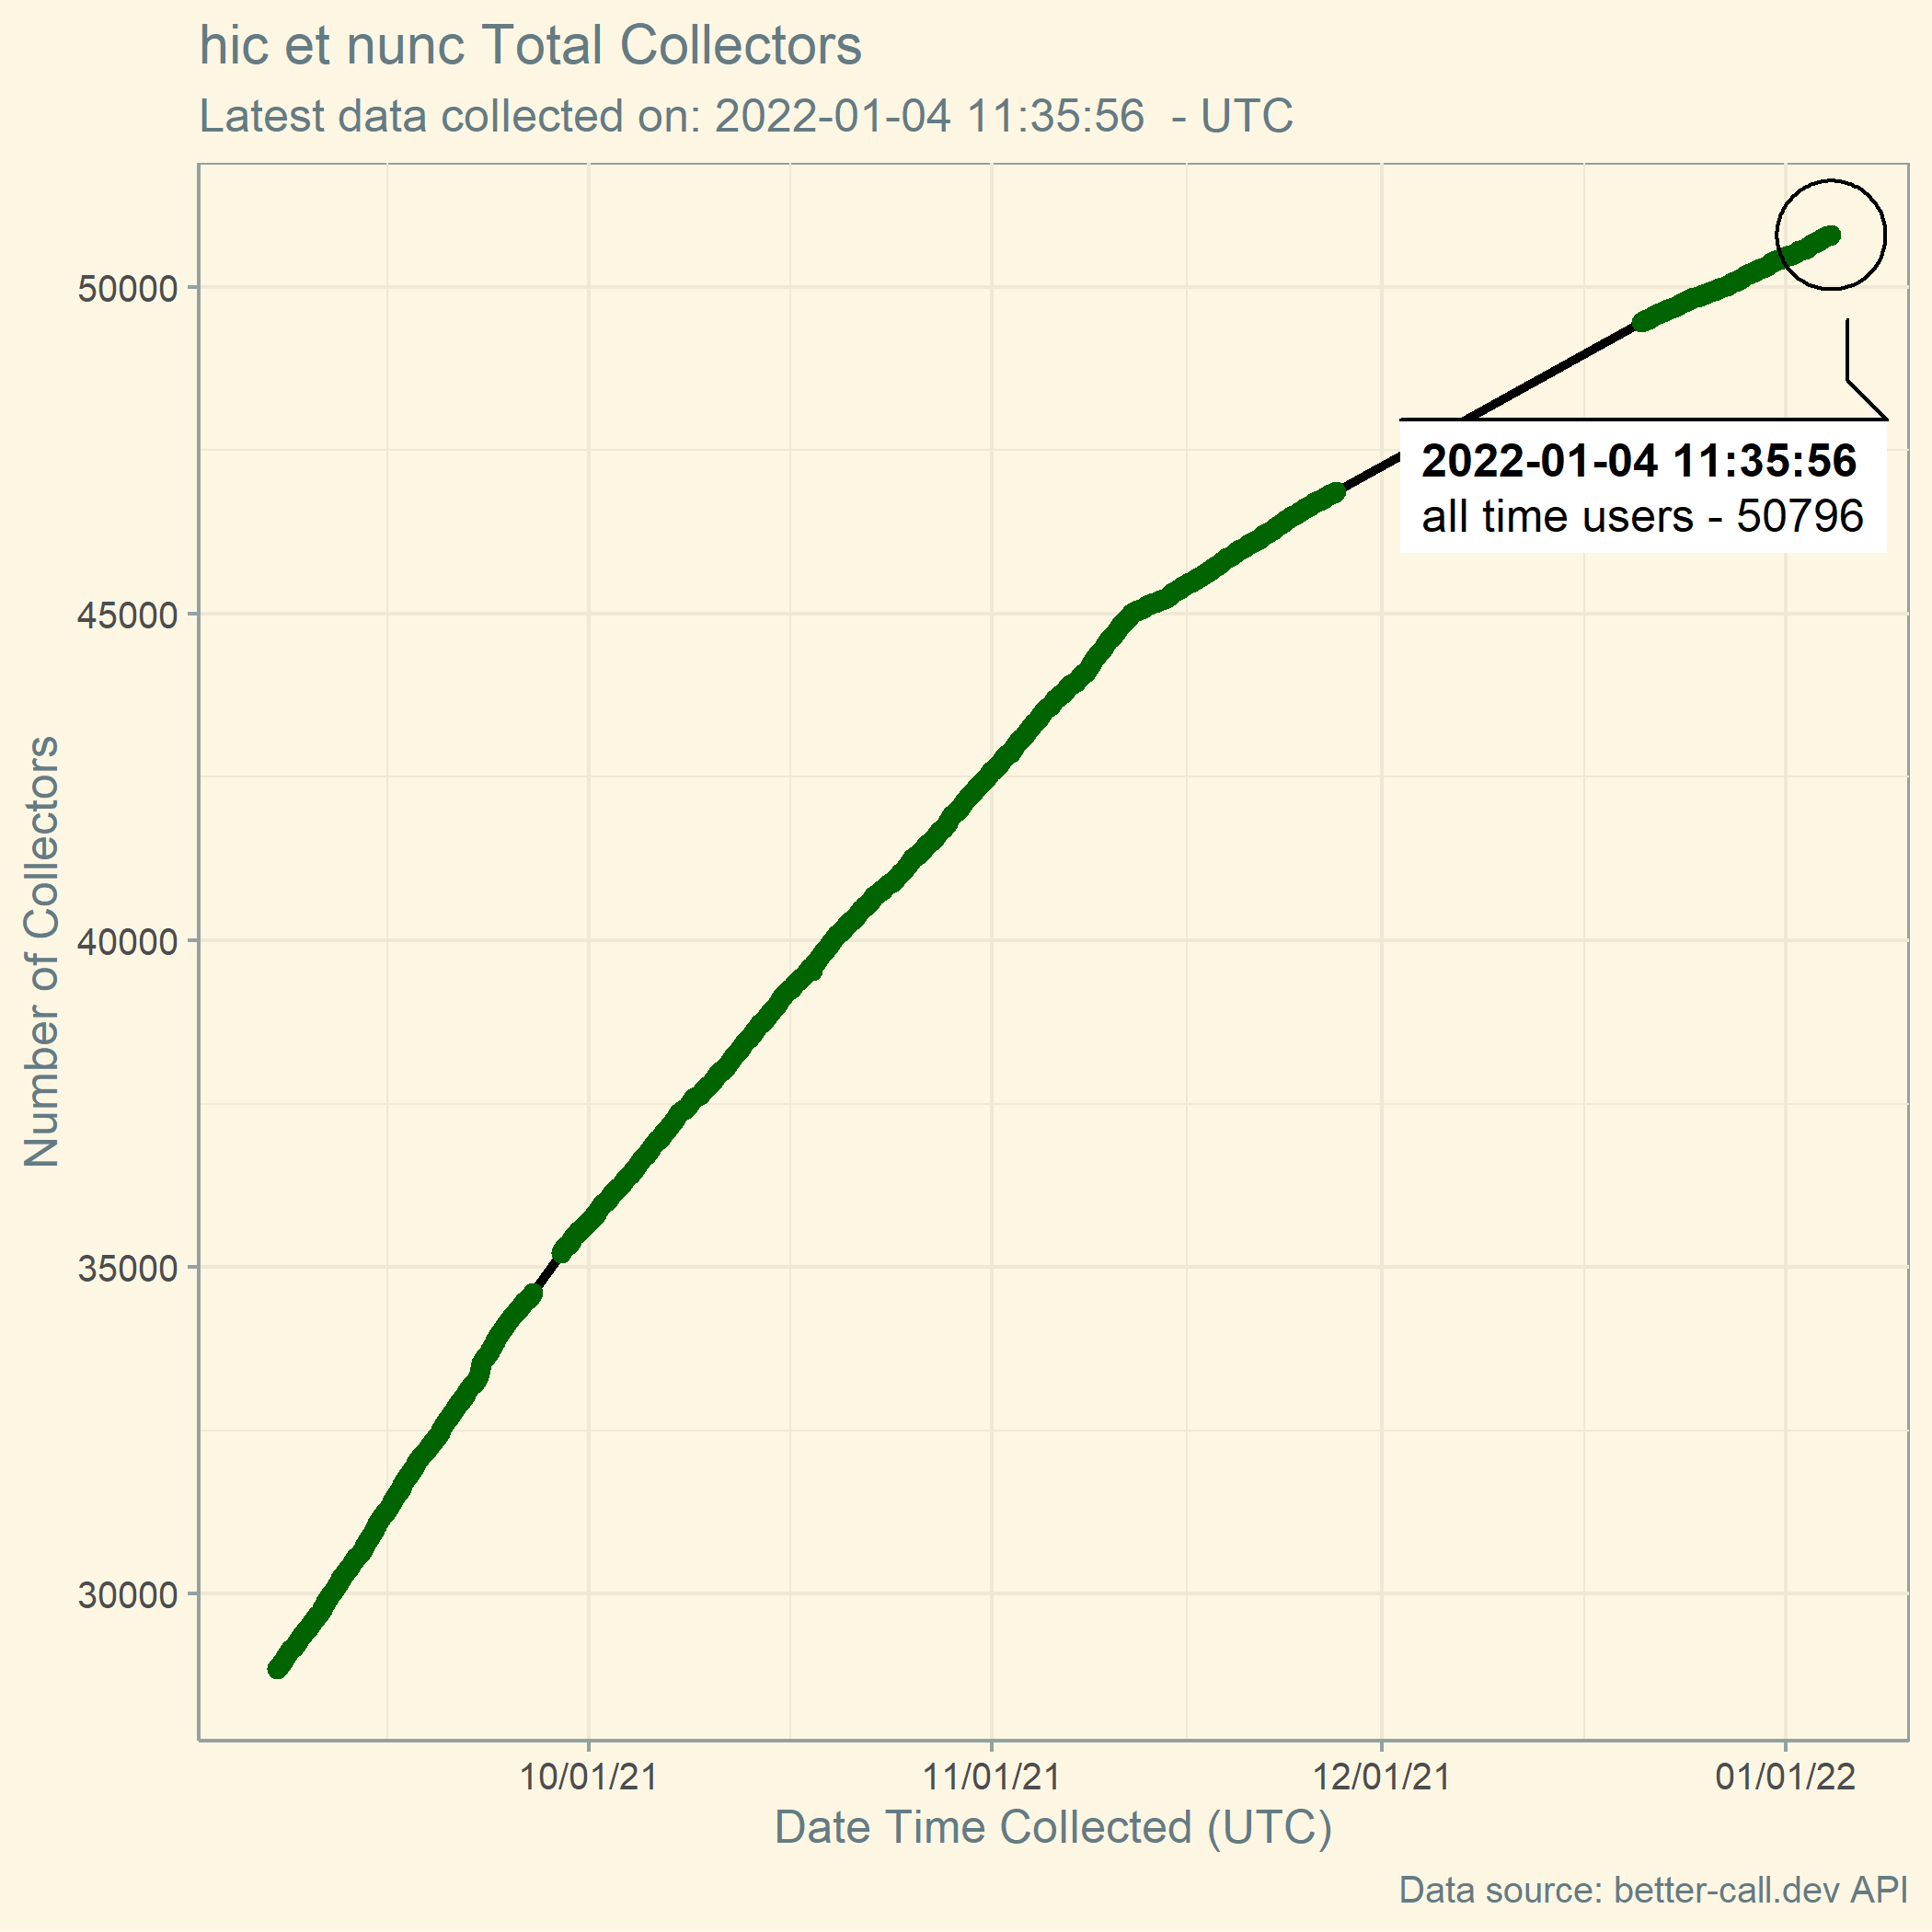 hic et nunc Total Collectors
Latest data collected on: 2022-01-04 11:35:56  - UTC
50000
2022-01-04 11:35:56
all time users - 50796
45000
Number of Collectors
40000
35000
30000
10/01/21
11/01/21
12/01/21
01/01/22
Date Time Collected (UTC)
Data source: better-call.dev API